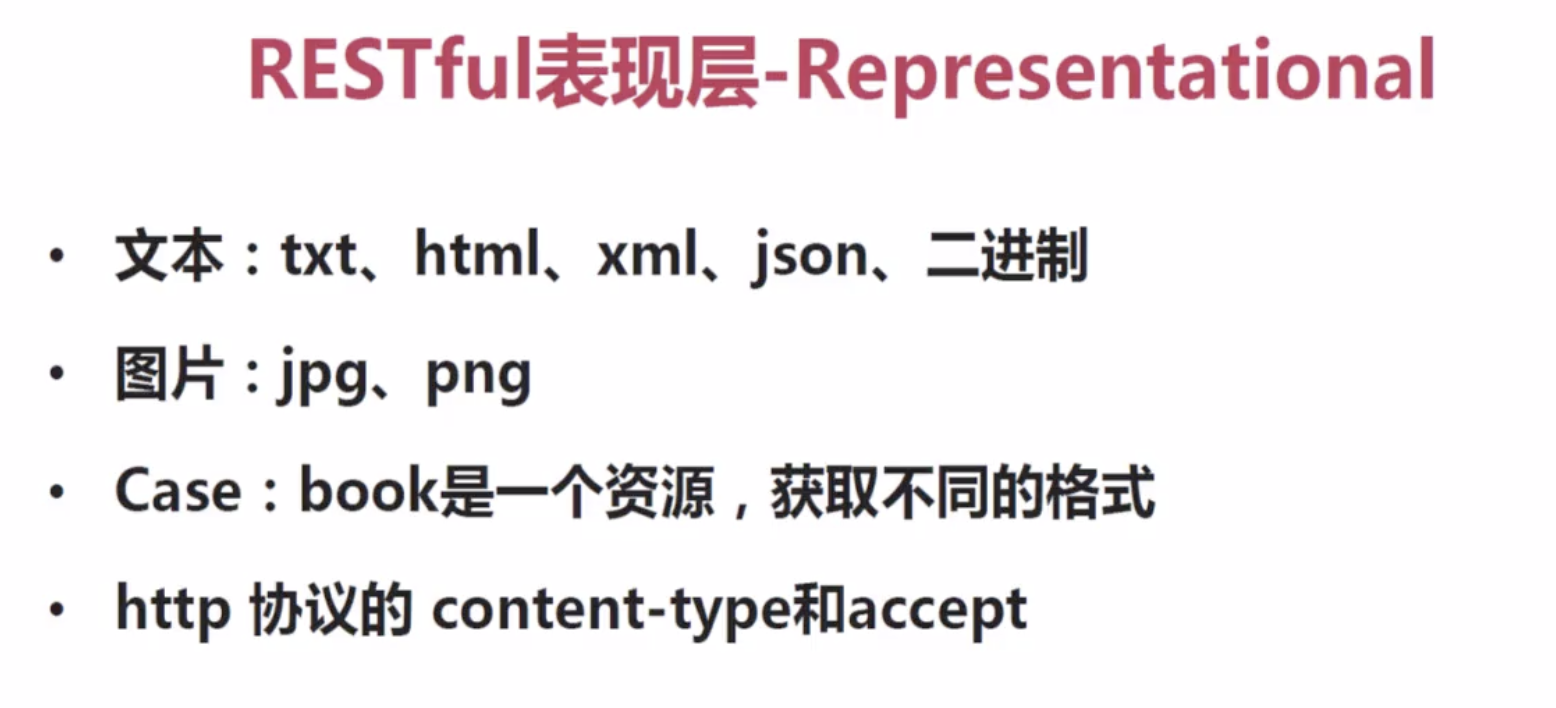 RESTful表现层-Representational
• 文本：txt、html、xml、json、二进制
• 图片：jpg、png
• Case：book是一个资源，获取不同的格式
• http 协议的 content-type和accept